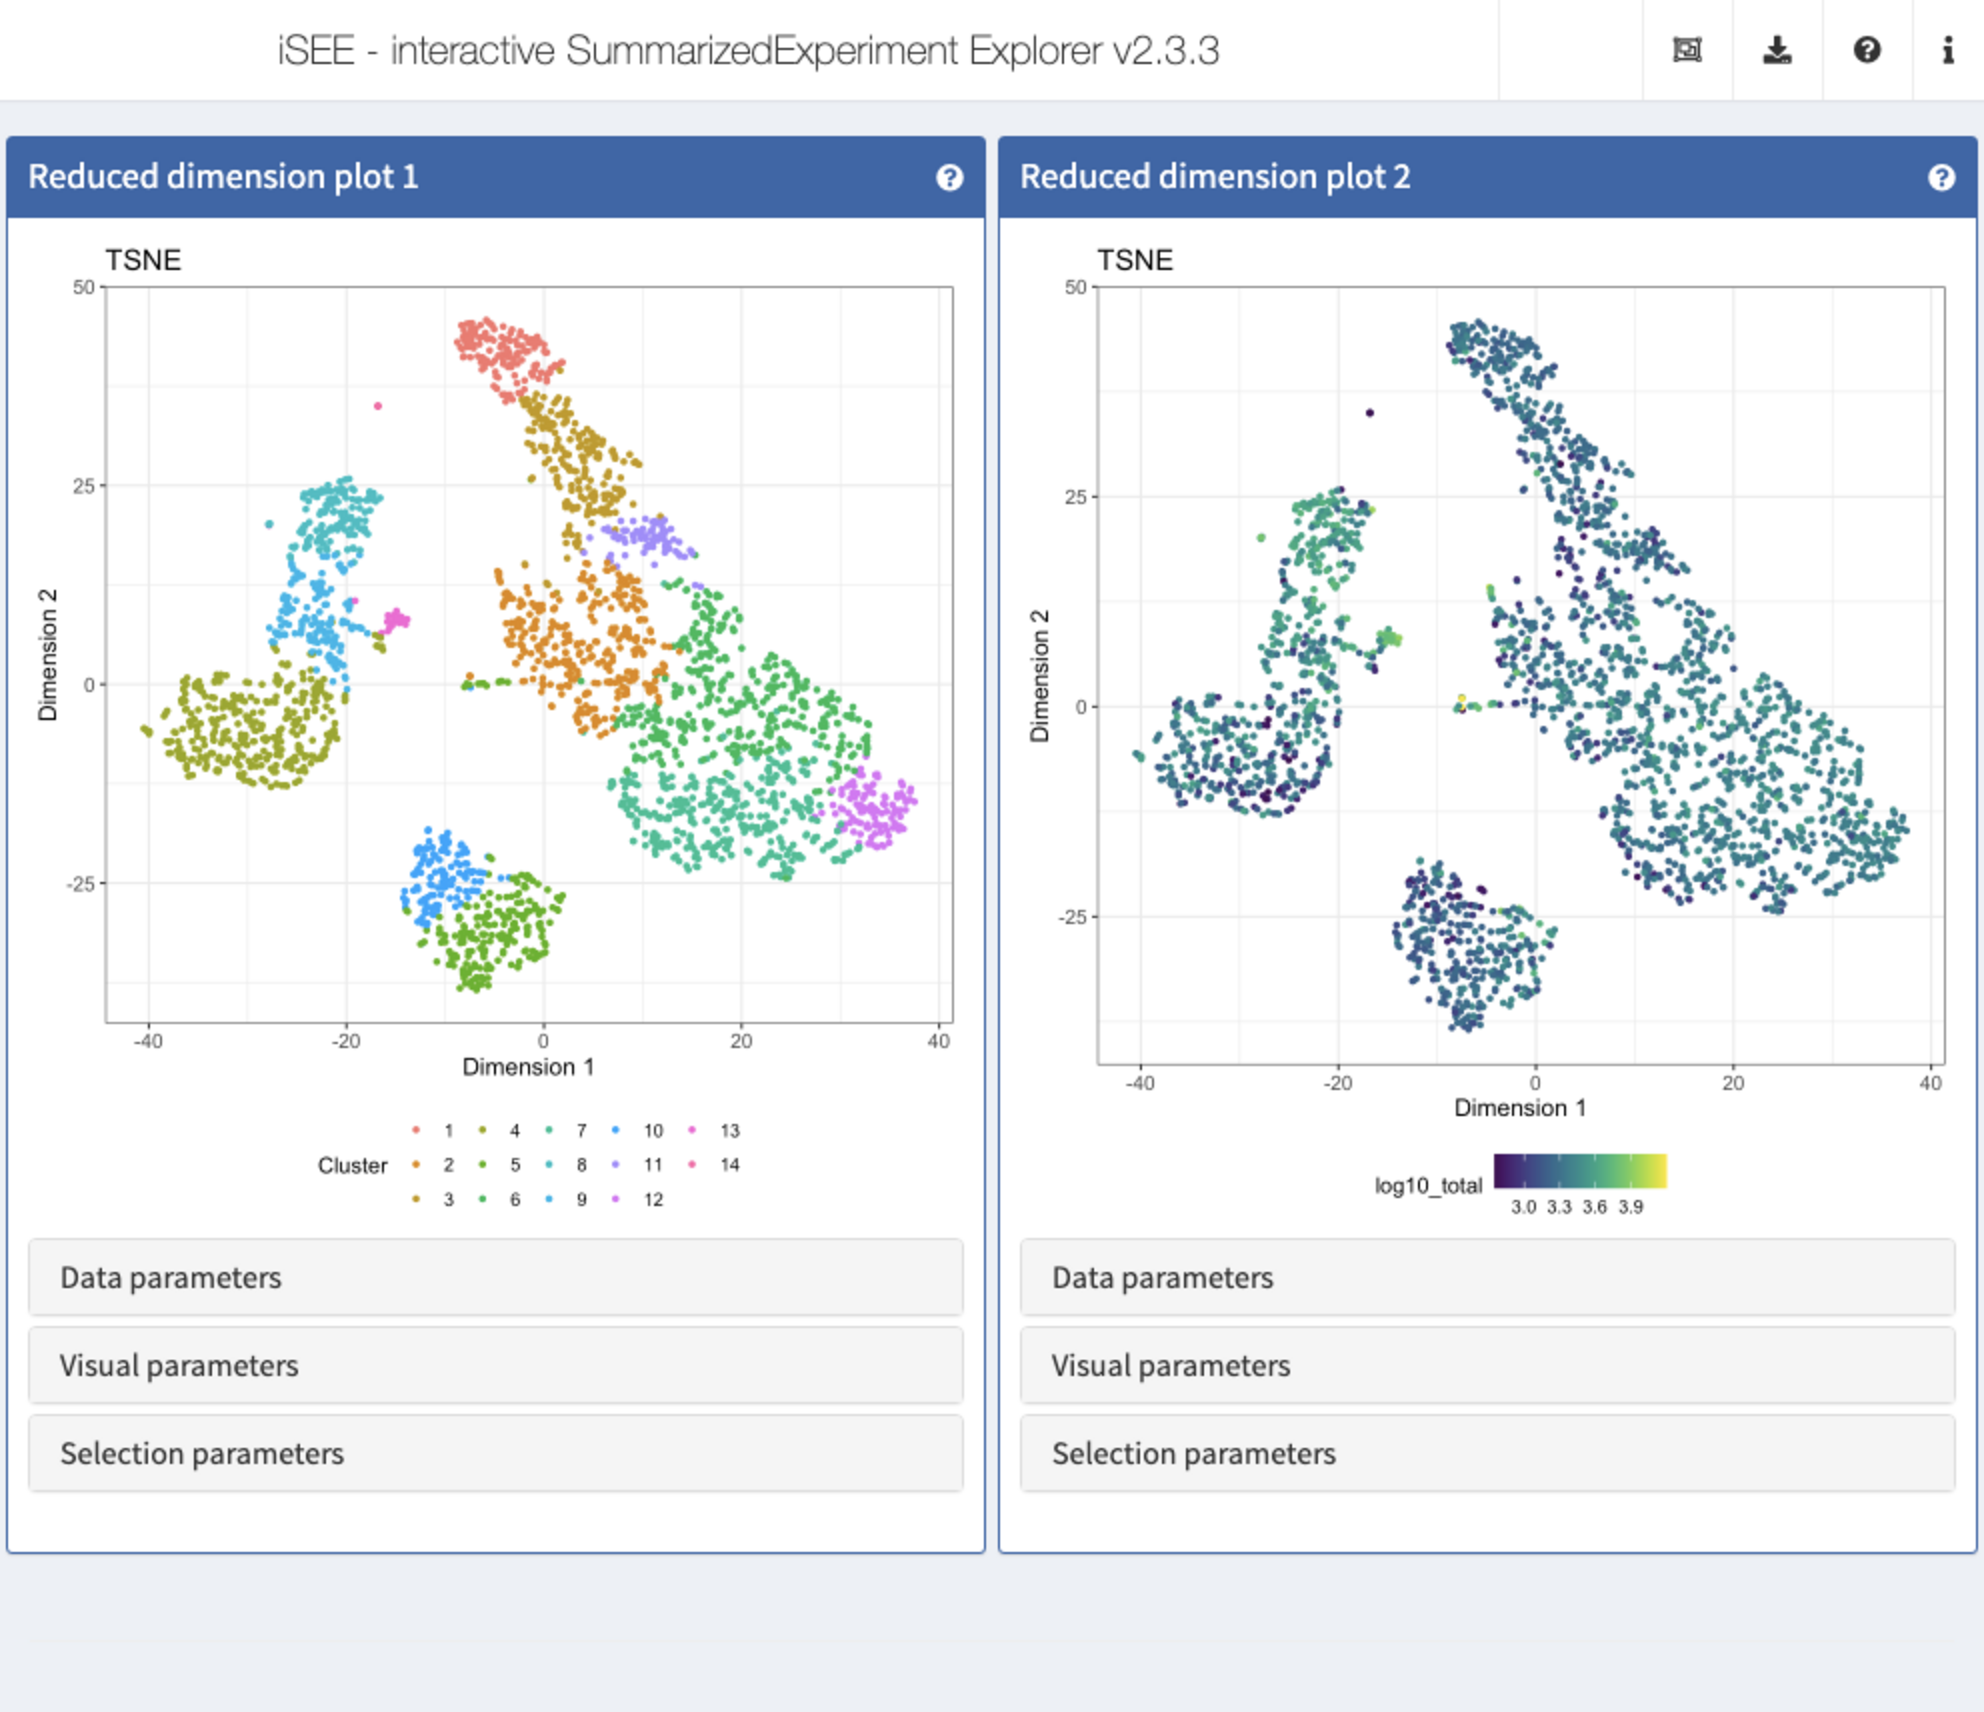 iSEE - interactive SummarizedExperiment Explorer v2.3.3
Reduced dimension plot 1
TSNE
50
25
0
-25
Dimension 2
-40 -20 0 20 40
Dimension 1
Cluster
1 4 7 10 13
2 5 8 11 14
3 6 9 12
Data parameters
Visual parameters
Selection parameters
Reduced dimension plot 2
TSNE
50
25
0
-25
Dimension 2
-40 -20 0 20 40
Dimension 1
log10_total
3.0 3.3 3.6 3.9
Data parameters
Visual parameters
Selection parameters